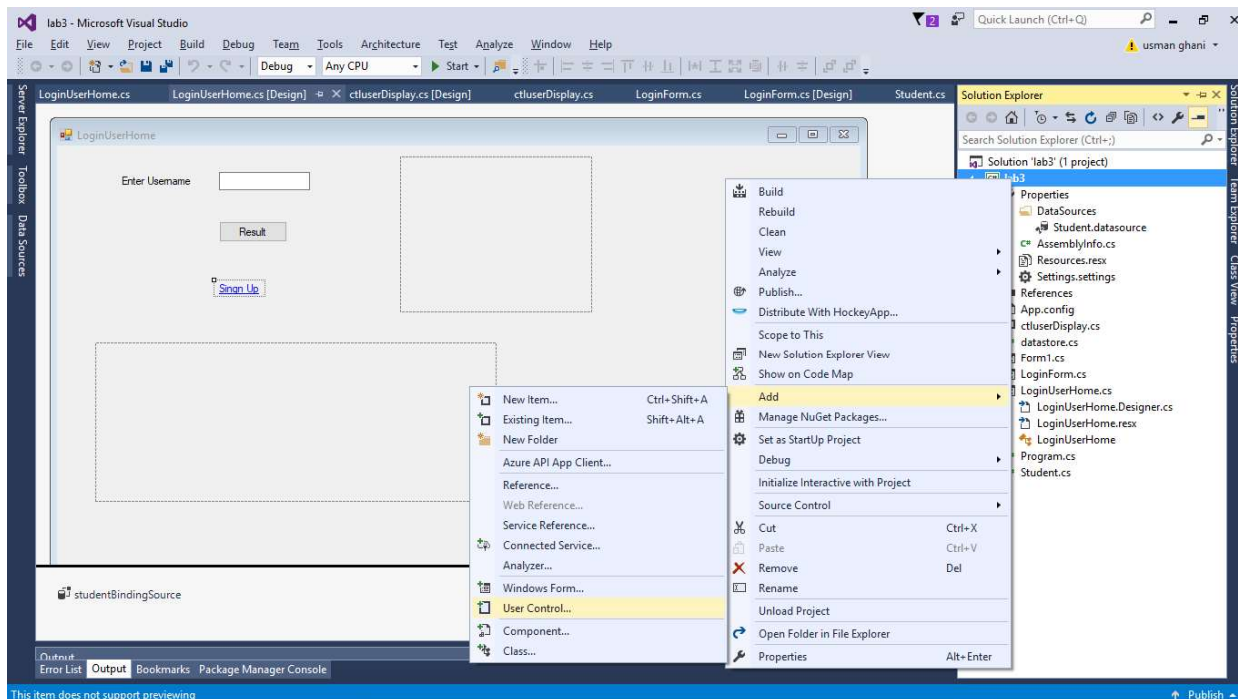 lab3 - Microsoft Visual Studio
2
Quick Launch (Ctrl+Q)
File Edit View Project Build Debug Team Tools Architecture Test Analyze Window Help
usman ghani
Debug Any CPU Start
LoginUserHome.cs LoginUserHome.cs [Design] ctluserDisplay.cs [Design] ctluserDisplay.cs LoginForm.cs LoginForm.cs [Design] Student.cs
Server Explorer
Toolbox
Data Sources
LoginUserHome
Enter Username
Result
Singn Up
studentBindingSource
New Item... Ctrl+Shift+A
Existing Item... Shift+Alt+A
New Folder
Azure API App Client...
Reference...
Web Reference...
Service Reference...
Connected Service...
Analyzer...
Windows Form...
User Control...
Component...
Class...
Build
Rebuild
Clean
View
Analyze
Publish...
Distribute With HockeyApp...
Scope to This
New Solution Explorer View
Show on Code Map
Add
Manage NuGet Packages...
Set as StartUp Project
Debug
Initialize Interactive with Project
Source Control
Cut Ctrl+X
Paste Ctrl+V
Remove Del
Rename
Unload Project
Open Folder in File Explorer
Properties Alt+Enter
Solution Explorer
Search Solution Explorer (Ctrl+;)
Solution 'lab3' (1 project)
lab3
Properties
DataSources
Student.datasource
AssemblyInfo.cs
Resources.resx
Settings.settings
References
App.config
ctluserDisplay.cs
datastore.cs
Form1.cs
LoginForm.cs
LoginUserHome.cs
LoginUserHome.Designer.cs
LoginUserHome.resx
LoginUserHome
Program.cs
Student.cs
Solution Explorer
Team Explorer
Class View
Properties
Output
Error List Output Bookmarks Package Manager Console
This item does not support previewing
Publish